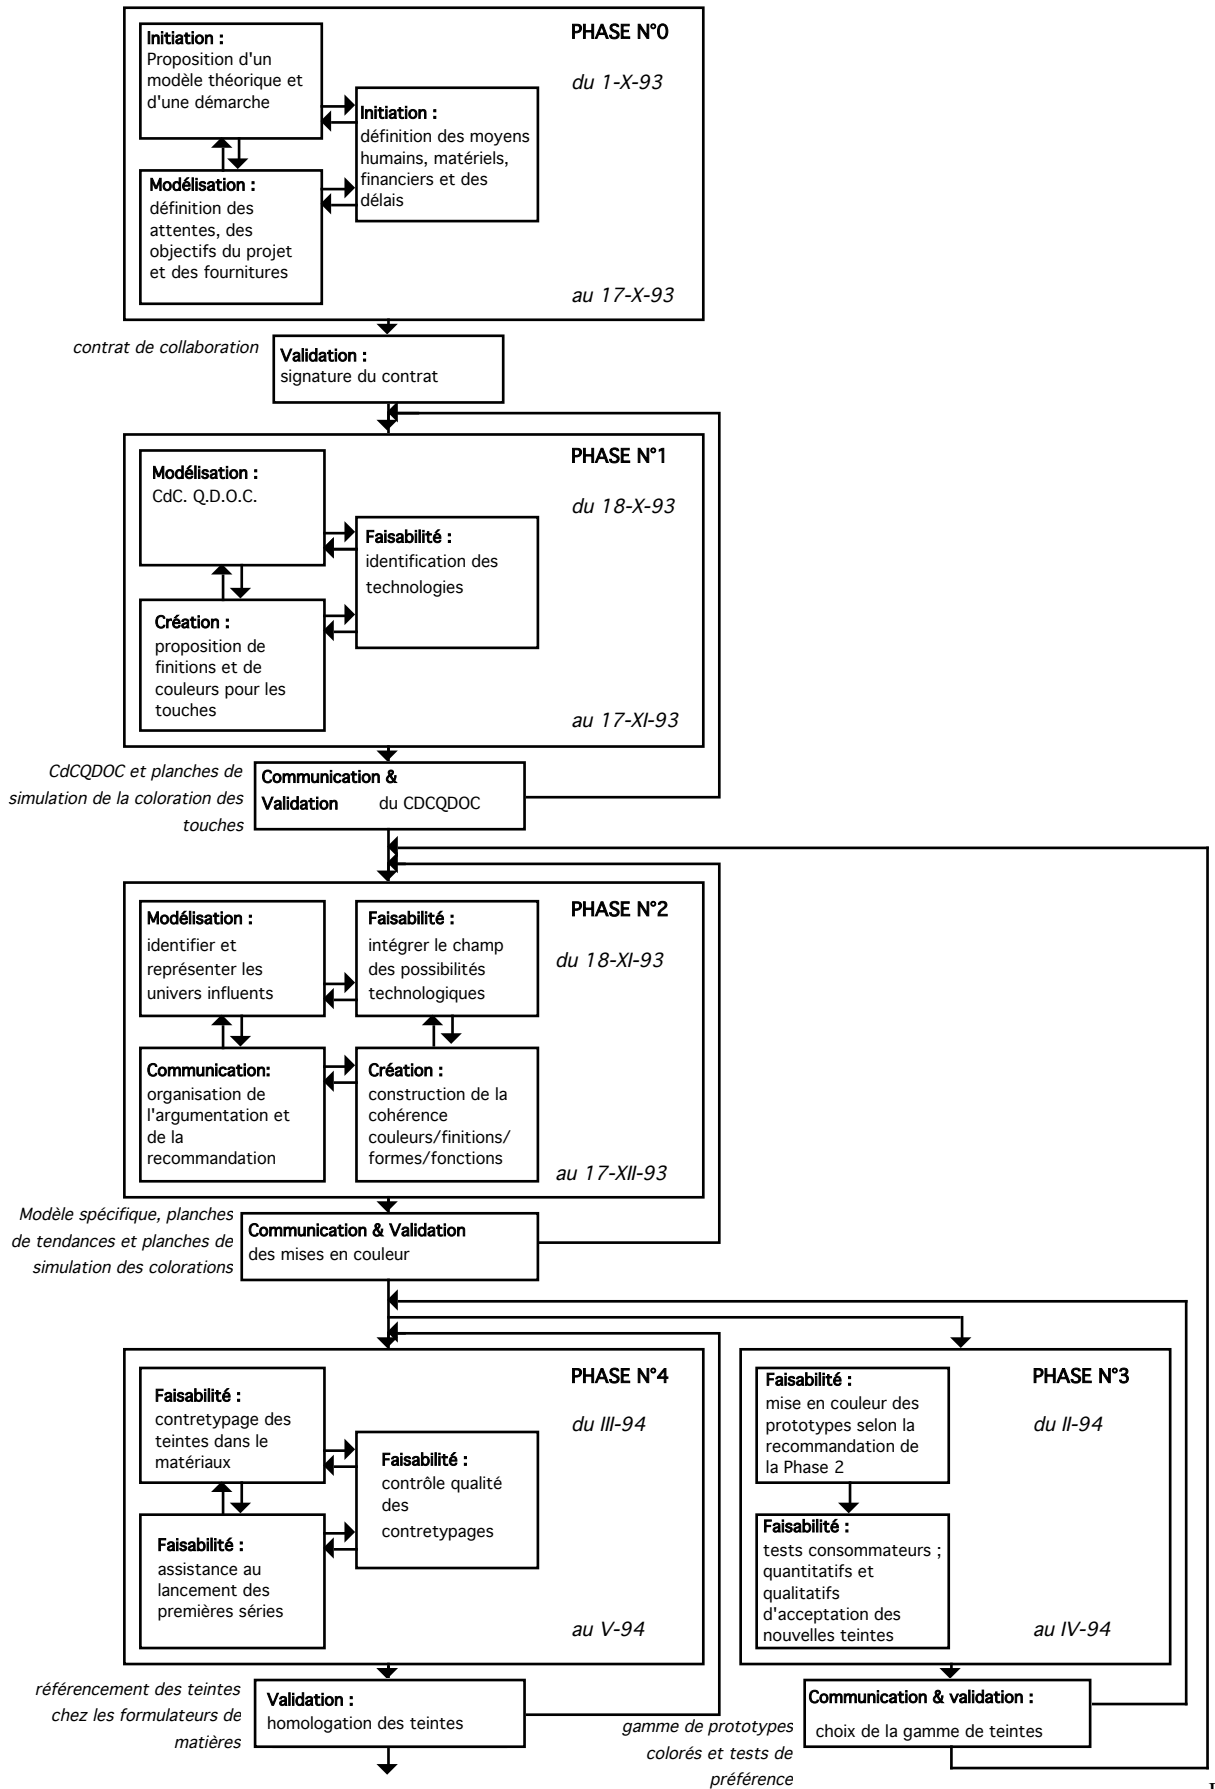 PHASE N°0
Initiation :
Proposition d'un
modèle théorique et
d'une démarche
du 1-X-93
Initiation :
définition des moyens
humains, matériels,
financiers et des
délais
Modélisation :
définition des
attentes, des
objectifs du projet
et des fournitures
au 17-X-93
contrat de collaboration
Validation :
signature du contrat
PHASE N°1
Modélisation :
CdC. Q.D.O.C.
du 18-X-93
Faisabilité :
identification des
technologies
Création :
proposition de
finitions et de
couleurs pour les
touches
au 17-XI-93
CdCQDOC et planches de
simulation de la coloration des
touches
Communication &
Validation du CDCQDOC
PHASE N°2
Modélisation :
identifier et
représenter les
univers influents
Faisabilité :
intégrer le champ
des possibilités
technologiques
du 18-XI-93
Communication:
organisation de
l'argumentation et
de la
recommandation
Création :
construction de la
cohérence
couleurs/finitions/
formes/fonctions
au 17-XII-93
Modèle spécifique, planches
de tendances et planches de
simulation des colorations
Communication & Validation
des mises en couleur
PHASE N°4
Faisabilité :
contretypage des
teintes dans le
matériaux
du III-94
Faisabilité :
contrôle qualité
des
contretypages
Faisabilité :
assistance au
lancement des
premières séries
au V-94
référencement des teintes
chez les formulateurs de
matières
Validation :
homologation des teintes
PHASE N°3
Faisabilité :
mise en couleur des
prototypes selon la
recommandation de
la Phase 2
du II-94
Faisabilité :
tests consommateurs ;
quantitatifs et
qualitatifs
d'acceptation des
nouvelles teintes
au IV-94
Communication & validation :
choix de la gamme de teintes
gamme de prototypes
colorés et tests de
préférence